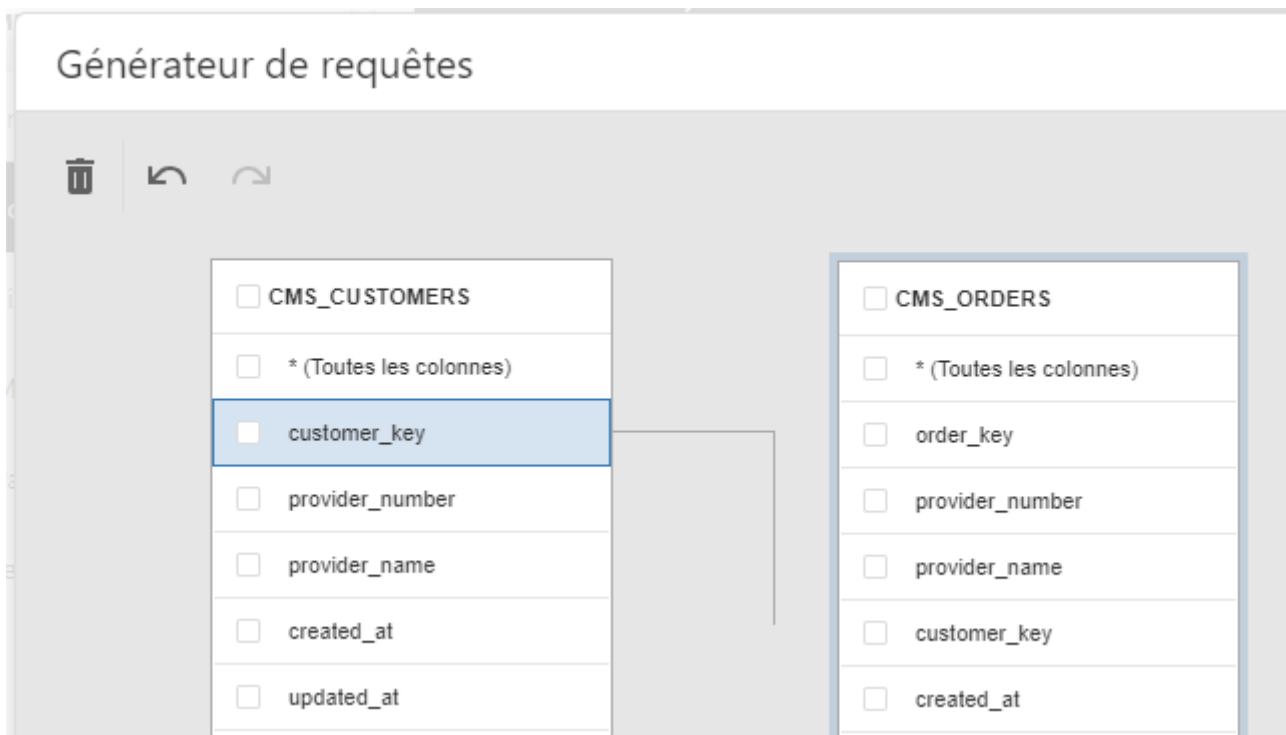 Générateur de requêtes
CMS_CUSTOMERS
* (Toutes les colonnes)
customer_key
provider_number
provider_name
created_at
updated_at
CMS_ORDERS
* (Toutes les colonnes)
order_key
provider_number
provider_name
customer_key
created_at